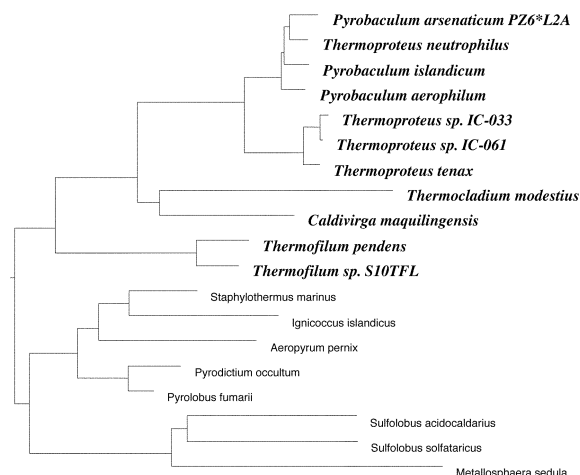 Pyrobaculum arsenaticum PZ6*L2A
Thermoproteus neutrophilus
Pyrobaculum islandicum
Pyrobaculum aerophilum
Thermoproteus sp. IC-033
Thermoproteus sp. IC-061
Thermoproteus tenax
Thermocladium modestius
Caldivirga maquilingensis
Thermofilum pendens
Thermofilum sp. S10TFL
Staphylothermus marinus
Ignicoccus islandicus
Aeropyrum pernix
Pyrodictium occultum
Pyrolobus fumarii
Sulfolobus acidocaldarius
Sulfolobus solfataricus
Metallosphaera sedula